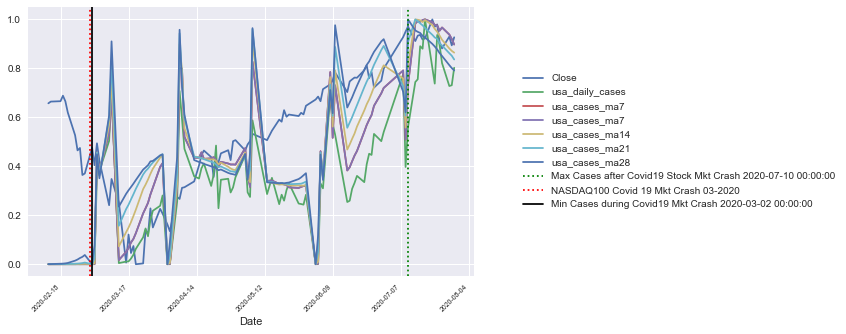 1.0
0.8
0.6
0.4
0.2
0.0
2020-02-18
2020-03-17
2020-04-14
2020-05-12
2020-06-09
2020-07-07
2020-08-04
Date
Close
usa_daily_cases
usa_cases_ma7
usa_cases_ma7
usa_cases_ma14
usa_cases_ma21
usa_cases_ma28
Max Cases after Covid19 Stock Mkt Crash 2020-07-10 00:00:00
NASDAQ100 Covid 19 Mkt Crash 03-2020
Min Cases during Covid19 Mkt Crash 2020-03-02 00:00:00